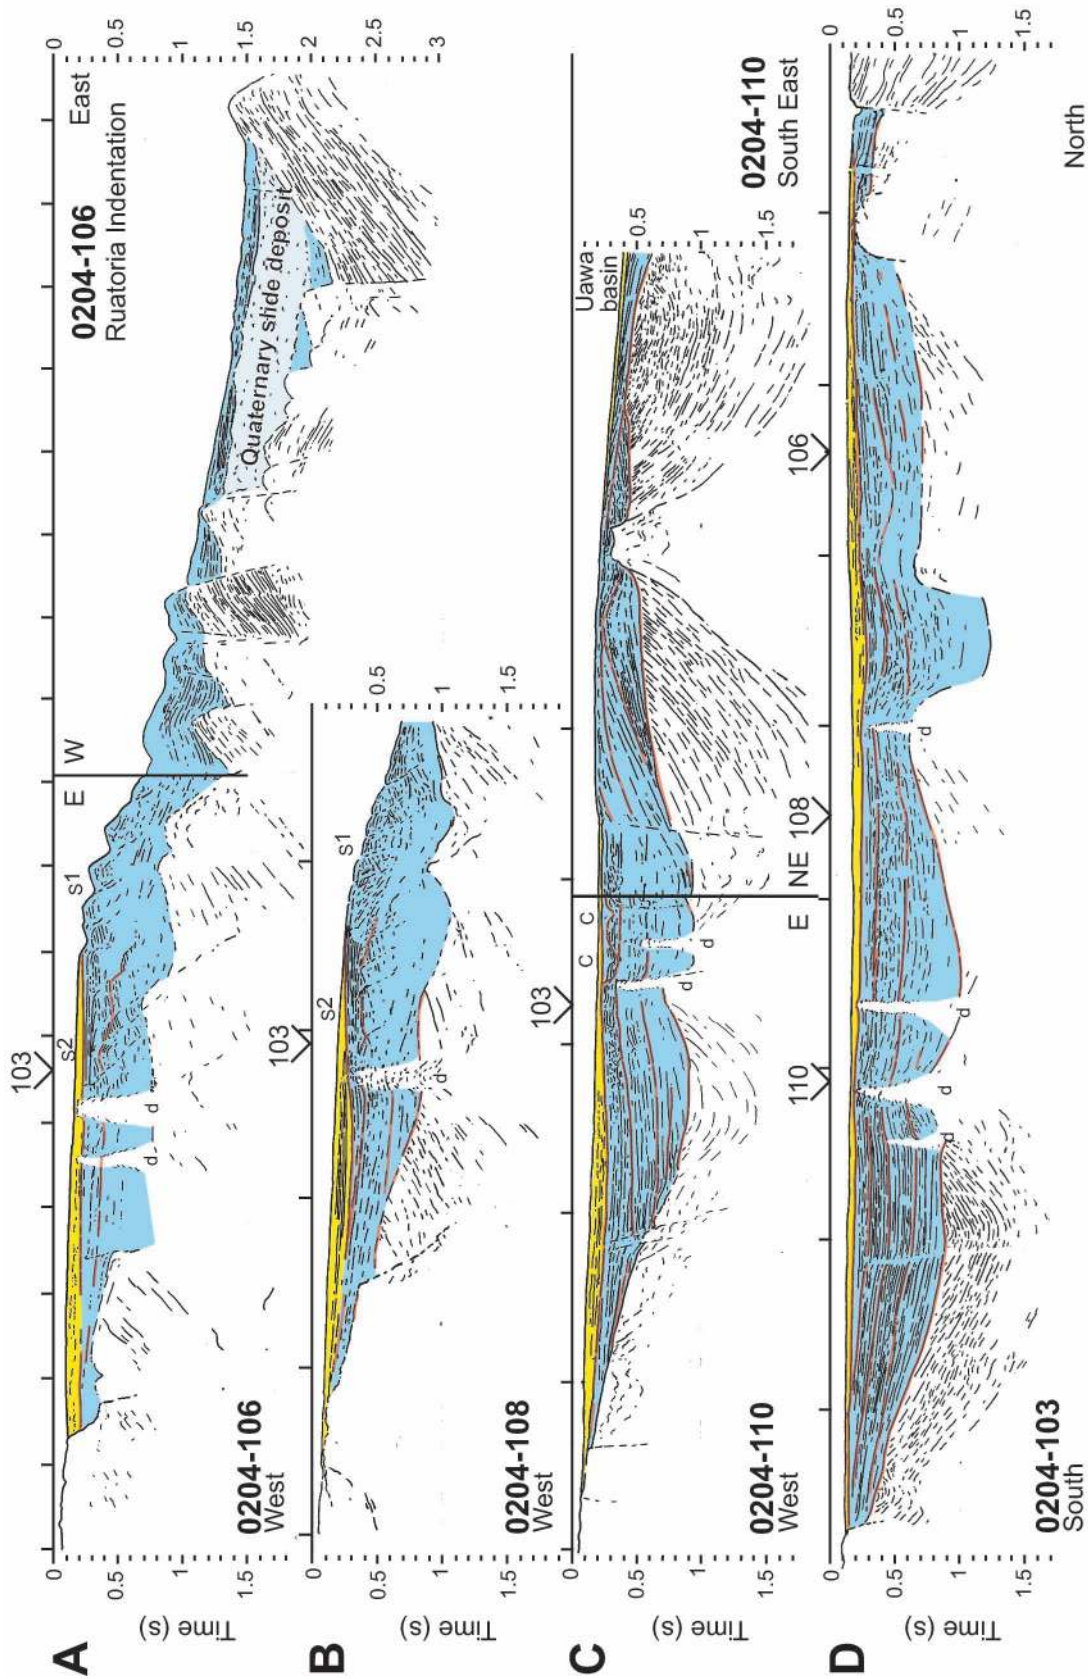 A
0204-106
West
0204-106
Ruatoria Indentation
East
Time (s)
0
0.5
1
1.5
0
0.5
1
1.5
2
2.5
3
103
s2
s1
E
W
d
d
Quaternary slide deposit
B
0204-108
West
Time (s)
0
0.5
1
1.5
0.5
1
1.5
103
s2
s1
d
C
0204-110
West
0204-110
South East
Time (s)
0
0.5
1
1.5
0.5
1
1.5
103
C
C
E
NE
d
d
Uawa
basin
D
0204-103
South
North
Time (s)
0
0.5
1
1.5
0
0.5
1
1.5
110
108
106
d
d
d
d